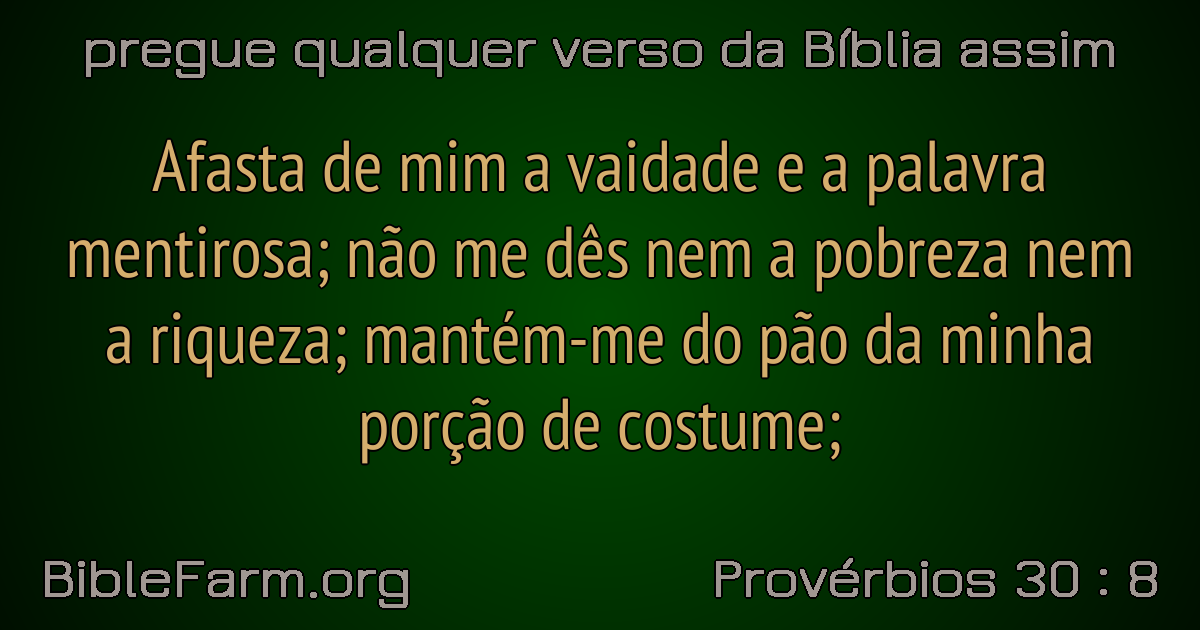 pregue qualquer verso da Bíblia assim
Afasta de mim a vaidade e a palavra
mentirosa; não me dês nem a pobreza nem
a riqueza; mantém-me do pão da minha
porção de costume;
BibleFarm.org
Provérbios 30 : 8